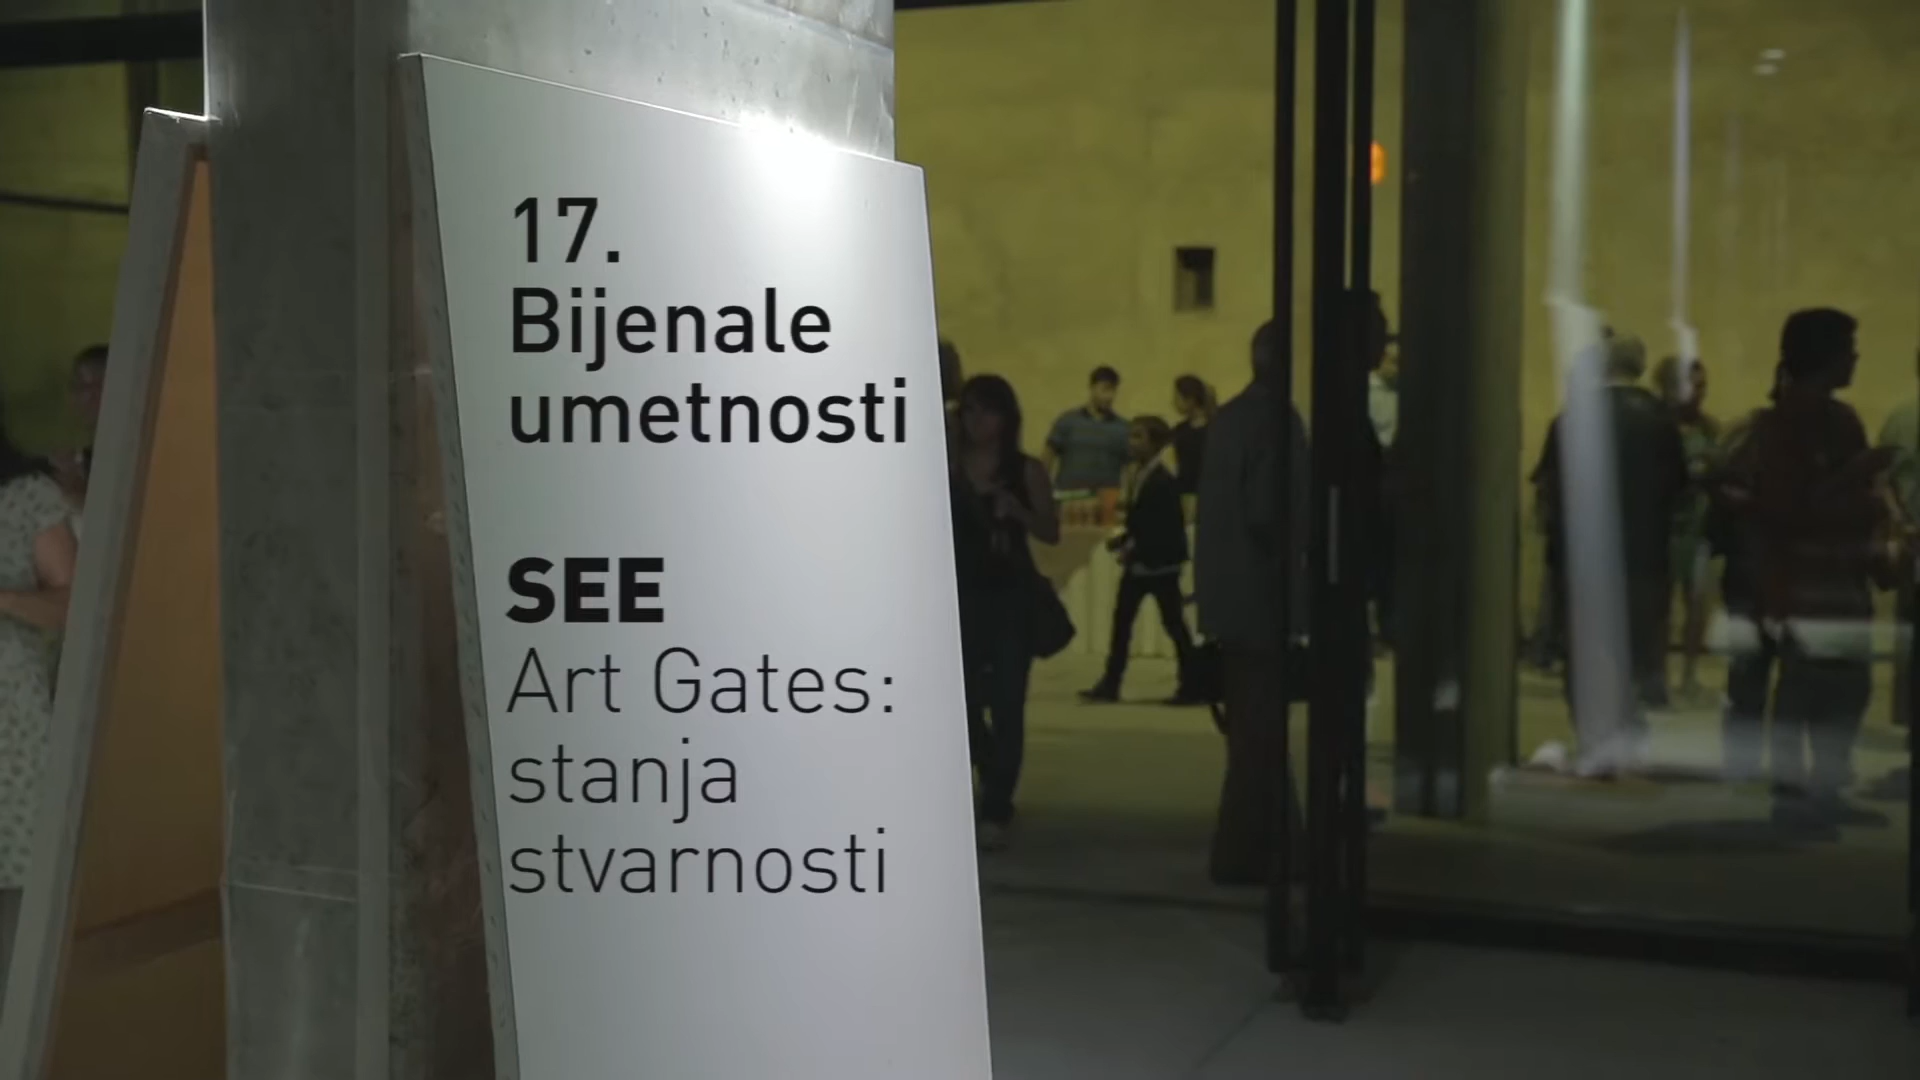 17.
Bijenale
umetnosti
SEE
Art Gates:
stanja
stvarnosti